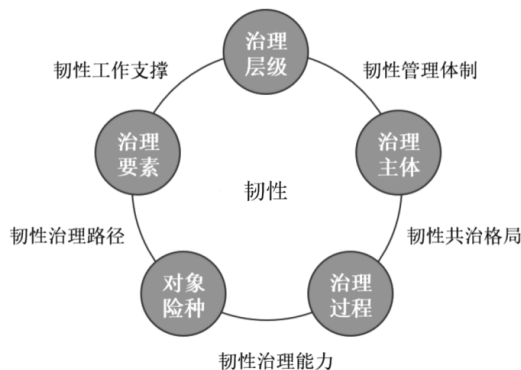 治理
层级
韧性工作支撑
韧性管理体制
治理
要素
治理
主体
韧性
韧性治理路径
韧性共治格局
对象
险种
治理
过程
韧性治理能力